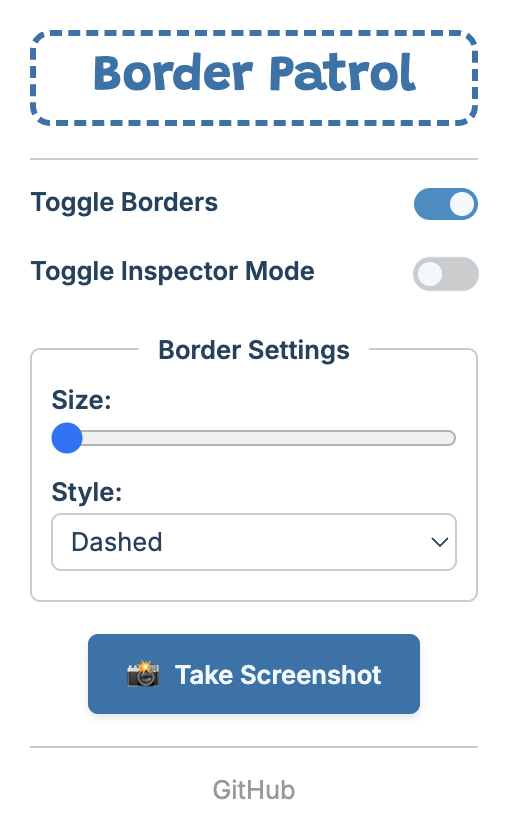 Border Patrol
Toggle Borders
Toggle Inspector Mode
Border Settings
Size:
Style:
Dashed
📸 Take Screenshot
GitHub